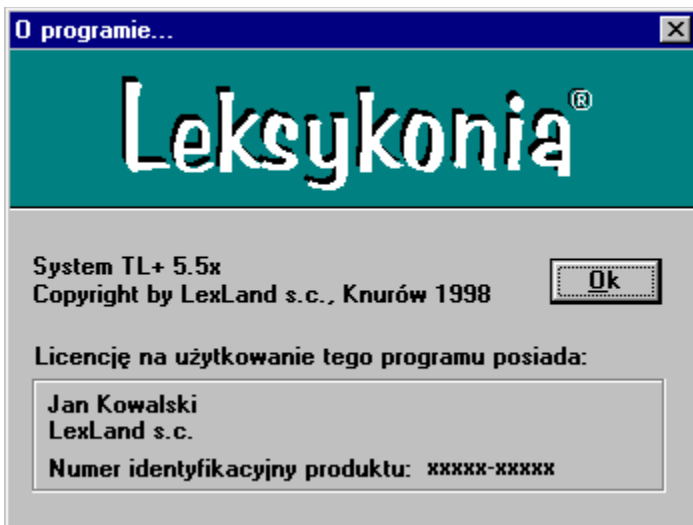 O programie...
Leksykonia®
System TL+ 5.5x
Copyright by LexLand s.c., Knurów 1998
Ok
Licencję na użytkowanie tego programu posiada:
Jan Kowalski
LexLand s.c.
Numer identyfikacyjny produktu: xxxxx-xxxxx